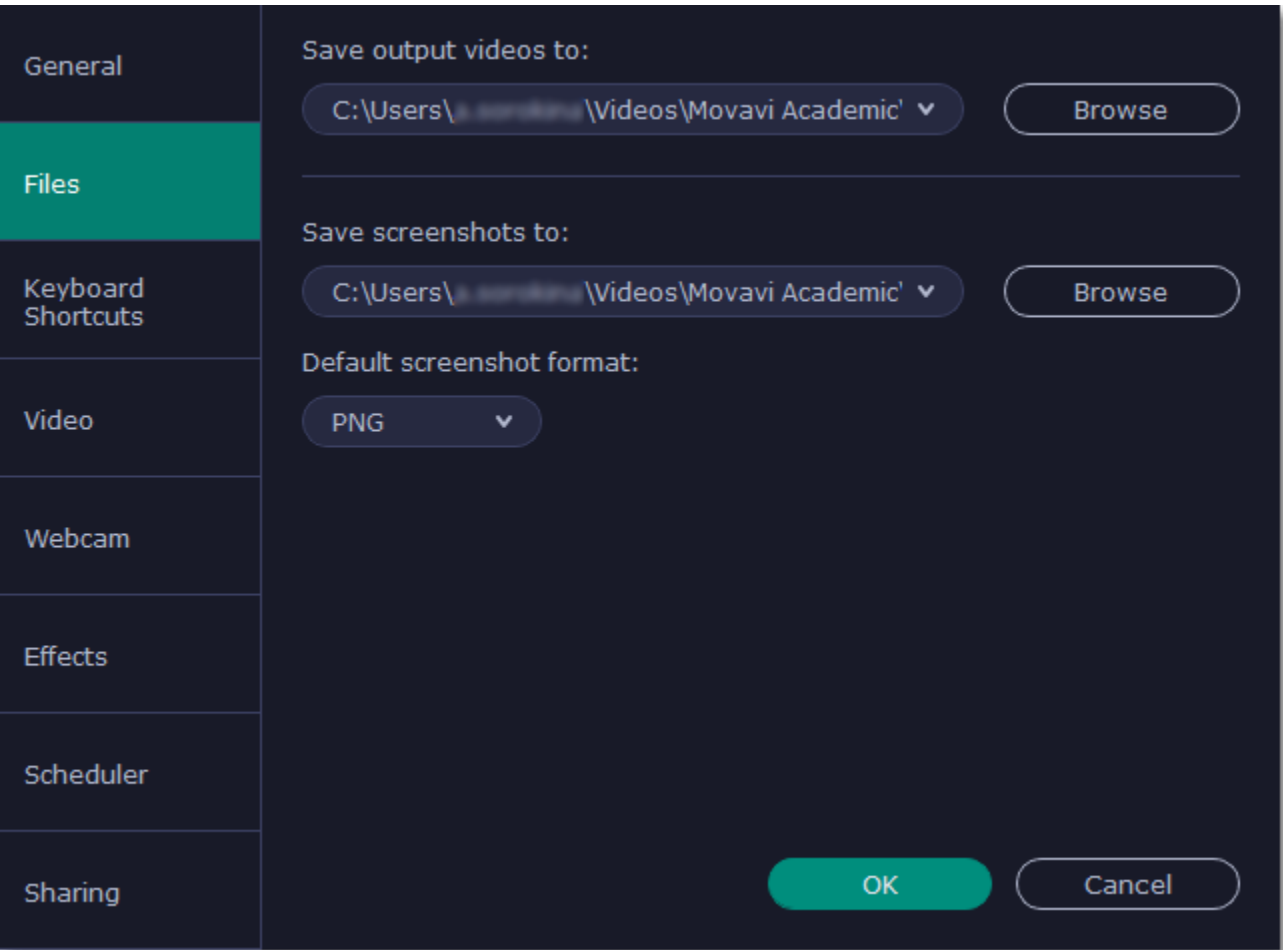 General
Files
Keyboard
Shortcuts
Video
Webcam
Effects
Scheduler
Sharing
Save output videos to:
C:\Users\ \Videos\Movavi Academic\
Browse
Save screenshots to:
C:\Users\ \Videos\Movavi Academic\
Browse
Default screenshot format:
PNG
OK
Cancel